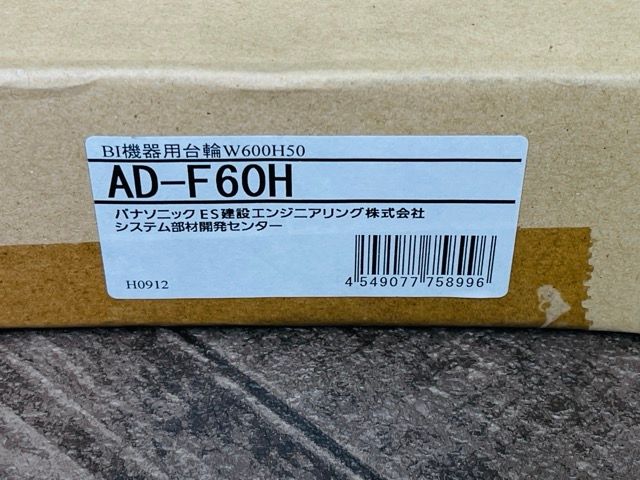 BI機器用台輪W600H50
AD-F60H
パナソニックES建設エンジニアリング株式会社
システム部材開発センター
H0912
4 549077 758996